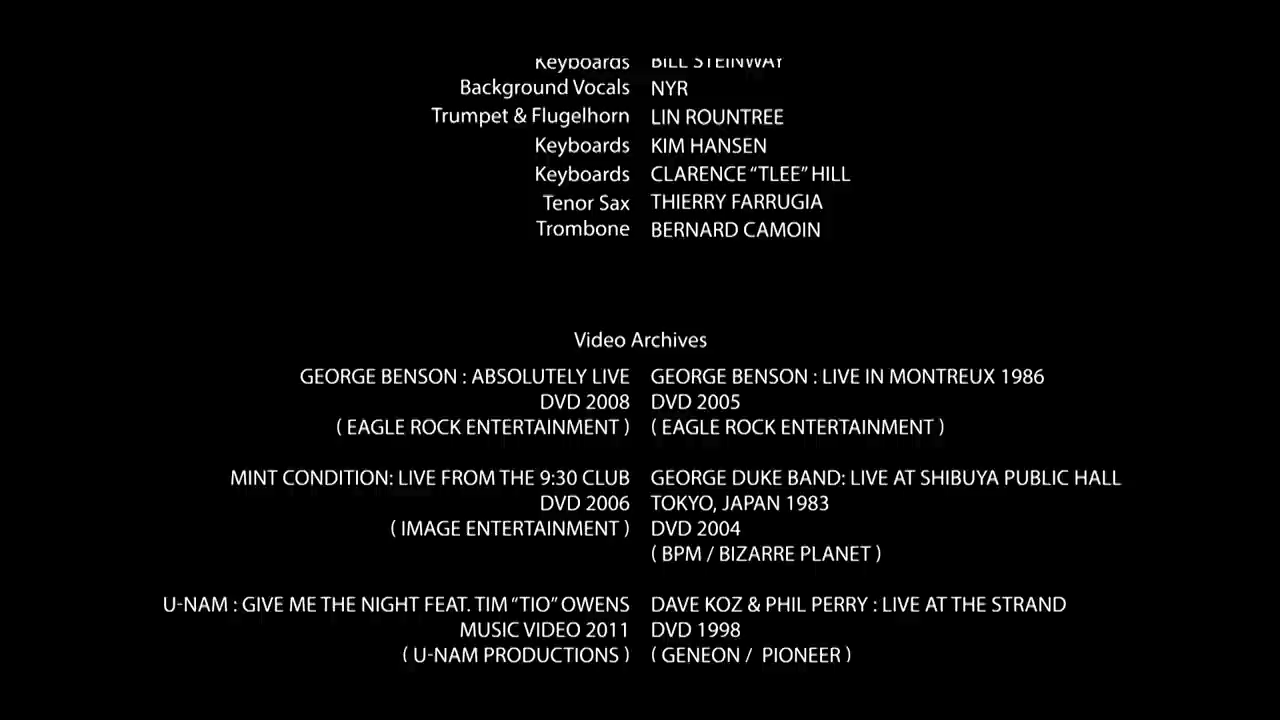 Keyboards BILL STEINWAY
Background Vocals NYR
Trumpet & Flugelhorn LIN ROUNTREE
Keyboards KIM HANSEN
Keyboards CLARENCE “TLEE” HILL
Tenor Sax THIERRY FARRUGIA
Trombone BERNARD CAMOIN
Video Archives
GEORGE BENSON : ABSOLUTELY LIVE
DVD 2008
( EAGLE ROCK ENTERTAINMENT )
GEORGE BENSON : LIVE IN MONTREUX 1986
DVD 2005
( EAGLE ROCK ENTERTAINMENT )
MINT CONDITION: LIVE FROM THE 9:30 CLUB
DVD 2006
( IMAGE ENTERTAINMENT )
GEORGE DUKE BAND: LIVE AT SHIBUYA PUBLIC HALL
TOKYO, JAPAN 1983
DVD 2004
( BPM / BIZARRE PLANET )
U-NAM : GIVE ME THE NIGHT FEAT. TIM “TIO” OWENS
MUSIC VIDEO 2011
( U-NAM PRODUCTIONS )
DAVE KOZ & PHIL PERRY : LIVE AT THE STRAND
DVD 1998
( GENEON / PIONEER )